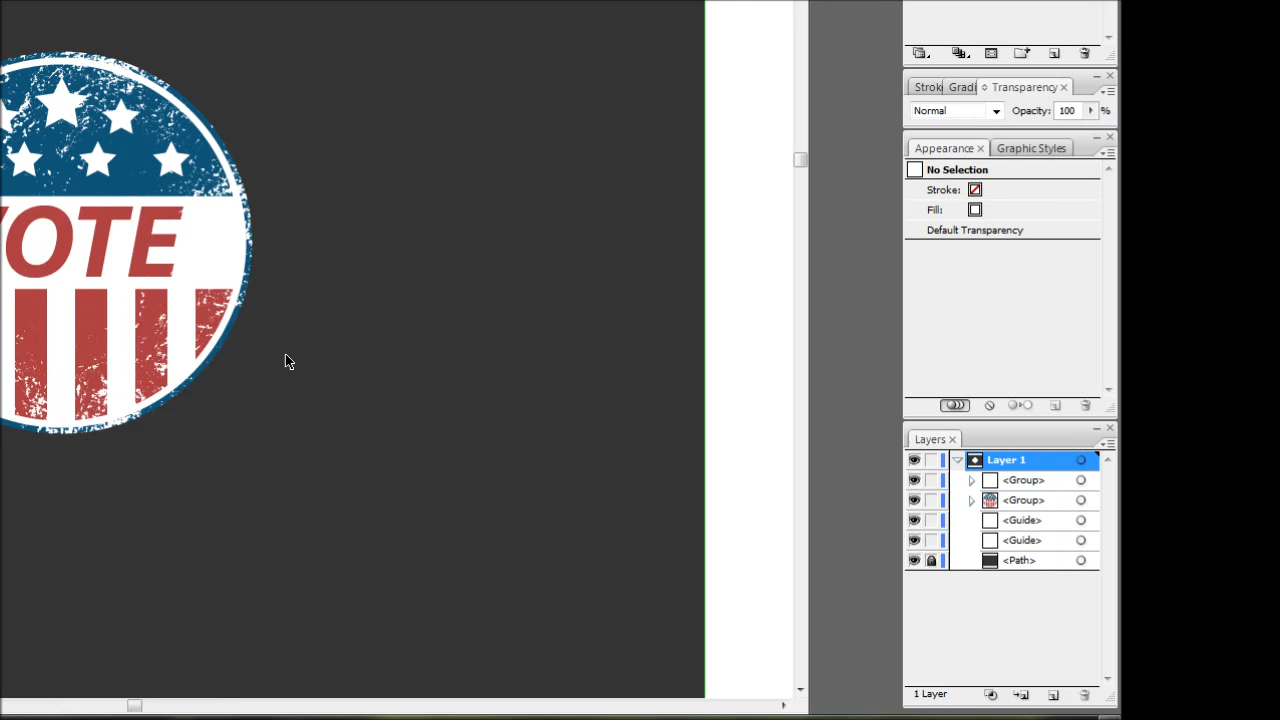 Strok Gradi Transparency
Normal Opacity: 100 %
Appearance Graphic Styles
No Selection
Stroke:
Fill:
Default Transparency
VOTE
Layers
Layer 1
<Group>
<Group>
<Guide>
<Guide>
<Path>
1 Layer